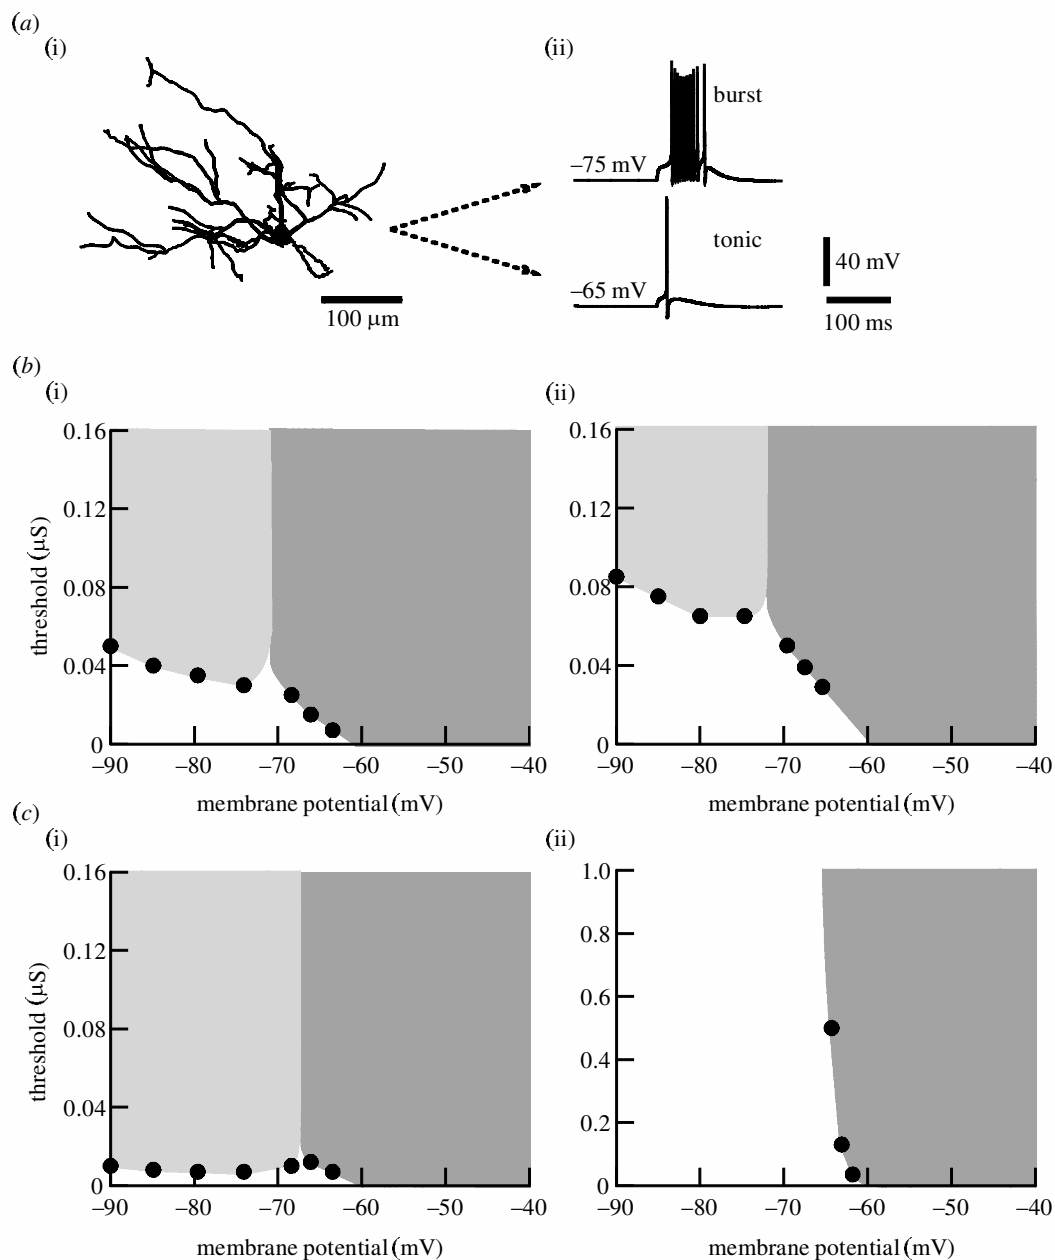 (a)
(i)
(ii)
burst
–75 mV
tonic
–65 mV
40 mV
100 ms
100 µm
(b)
(i)
(ii)
0.16
0.12
0.08
0.04
0
threshold (µS)
–90 –80 –70 –60 –50 –40
membrane potential (mV)
0.16
0.12
0.08
0.04
0
–90 –80 –70 –60 –50 –40
membrane potential (mV)
(c)
(i)
(ii)
0.16
0.12
0.08
0.04
0
threshold (µS)
–90 –80 –70 –60 –50 –40
membrane potential (mV)
1.0
0.8
0.6
0.4
0.2
0
–90 –80 –70 –60 –50 –40
membrane potential (mV)